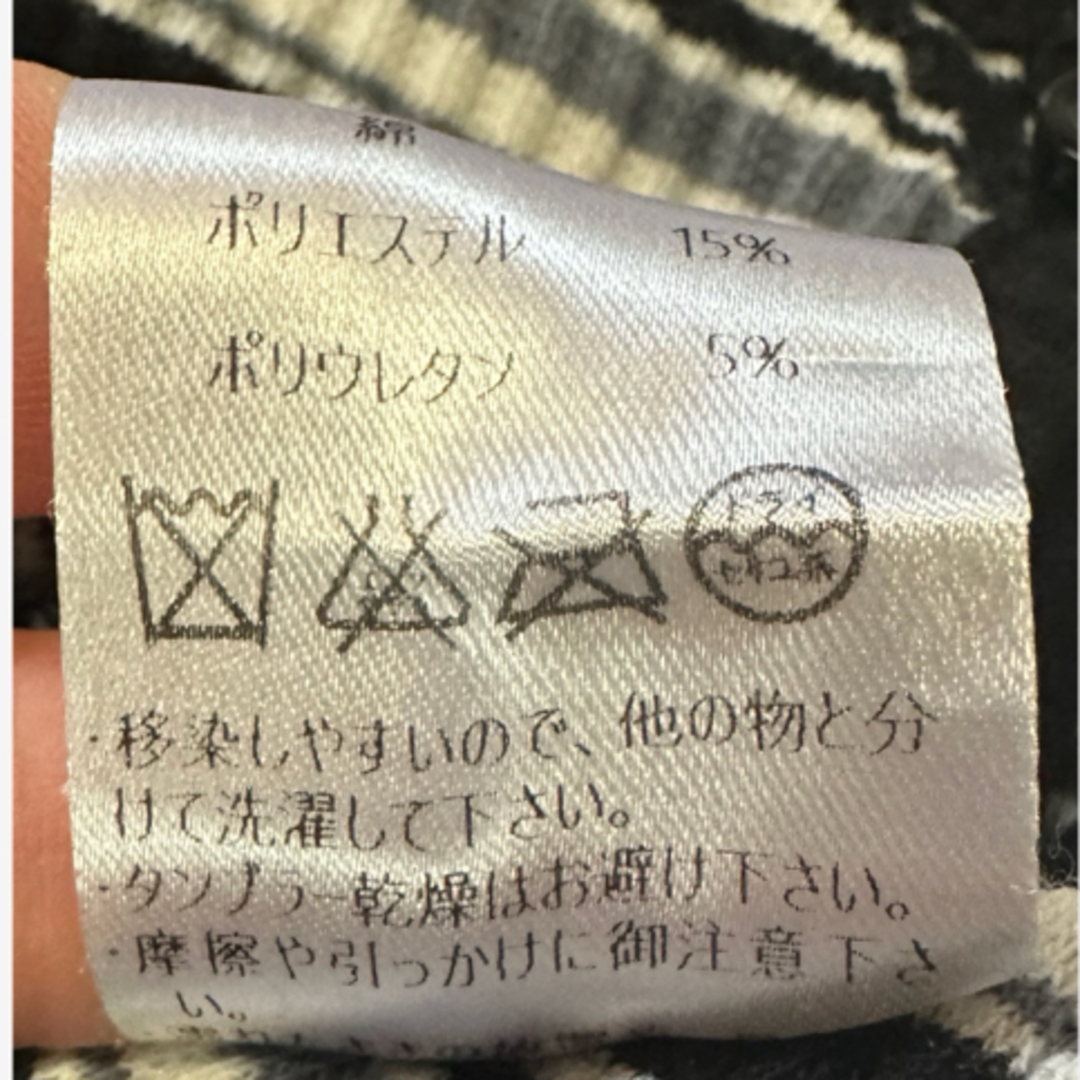 綿
ポリエステル 15%
ポリウレタン 5%
ドライ
セキユ系
・移染しやすいので、他の物と分
けて洗濯して下さい。
・タンブラー乾燥はお避け下さい。
・摩擦や引っかけに御注意下さ
い。